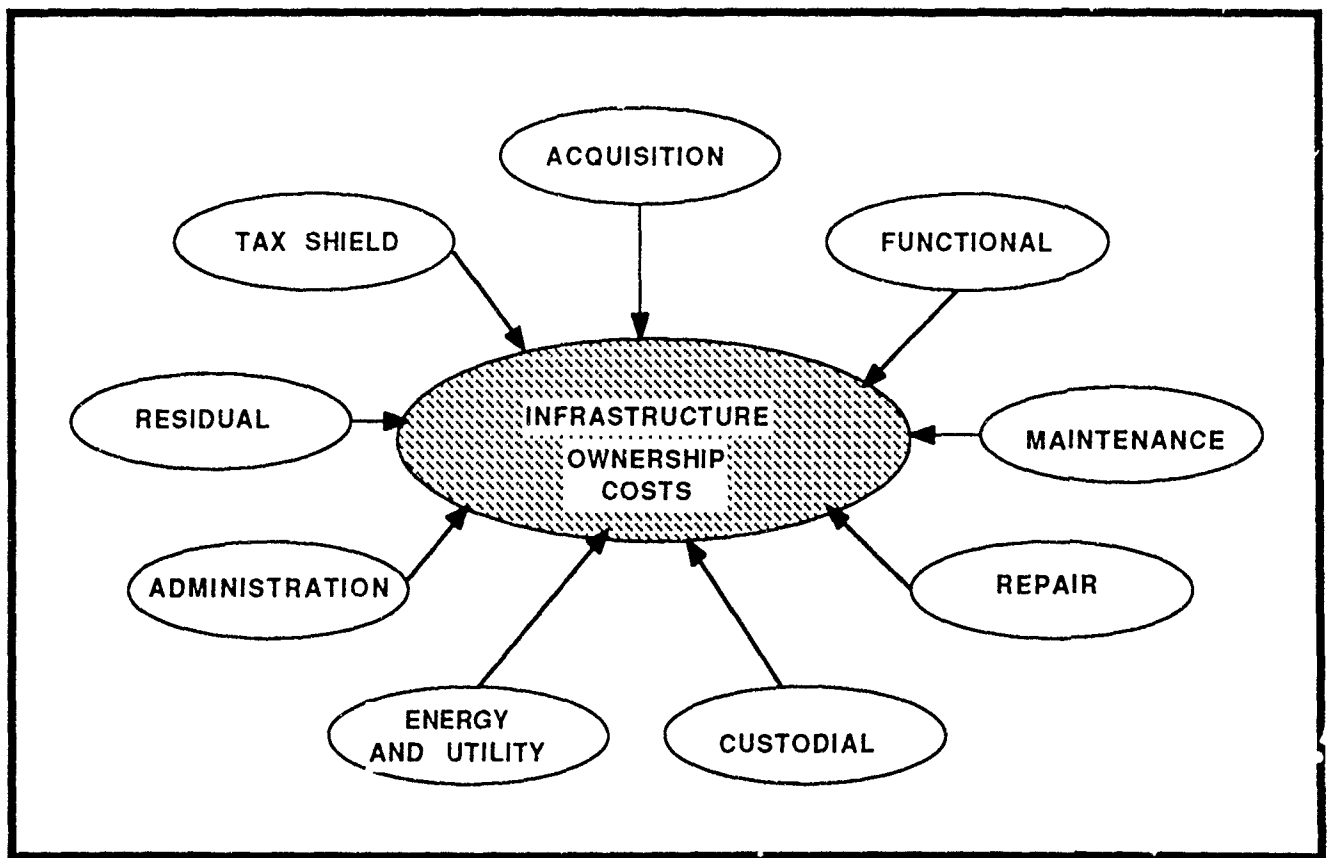 ACQUISITION
TAX SHIELD
FUNCTIONAL
RESIDUAL
INFRASTRUCTURE
OWNERSHIP
COSTS
MAINTENANCE
ADMINISTRATION
REPAIR
ENERGY
AND UTILITY
CUSTODIAL